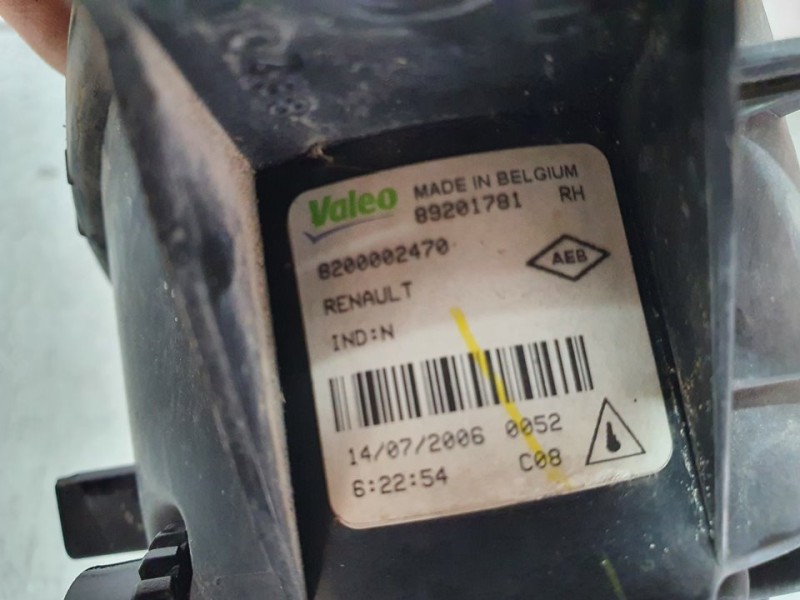 Valeo MADE IN BELGIUM
89201781 RH
8200002470
AEB
RENAULT
IND:N
14/07/2006 0052
6:22:54 C08